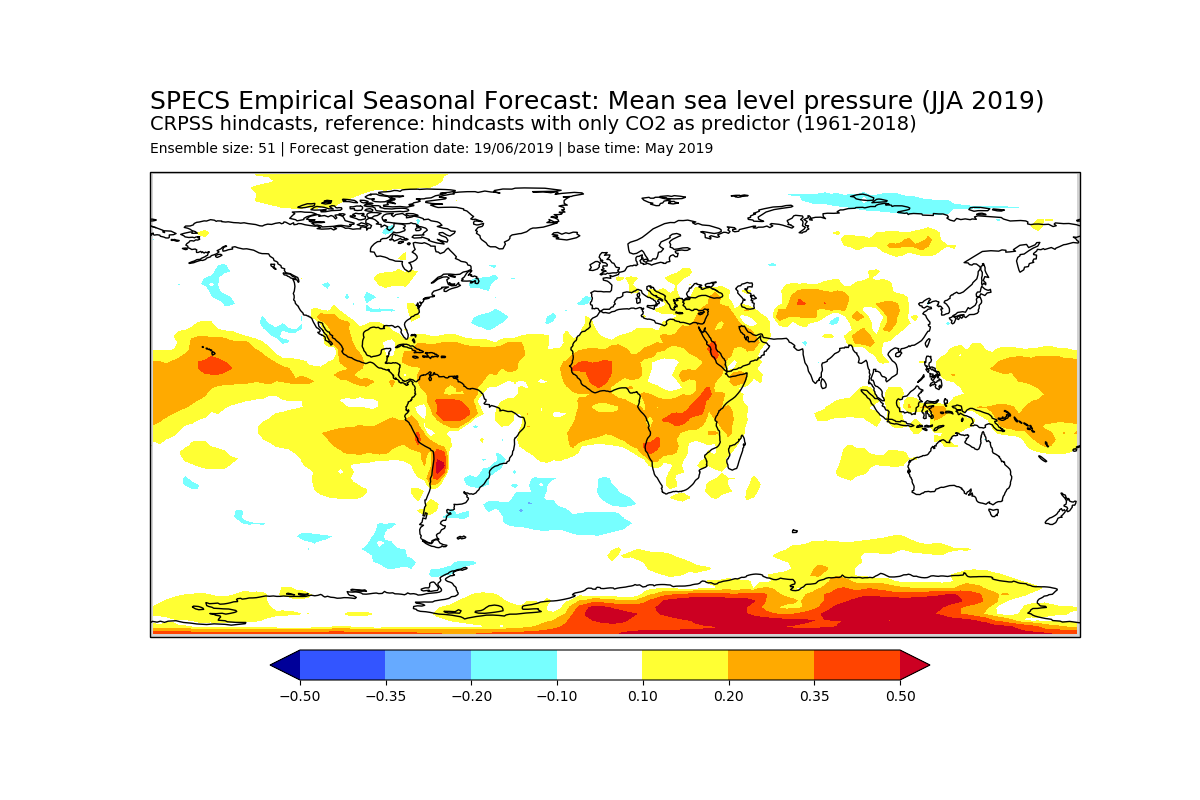 SPECS Empirical Seasonal Forecast: Mean sea level pressure (JJA 2019)
CRPSS hindcasts, reference: hindcasts with only CO2 as predictor (1961-2018)
Ensemble size: 51 | Forecast generation date: 19/06/2019 | base time: May 2019
−0.50 −0.35 −0.20 −0.10 0.10 0.20 0.35 0.50